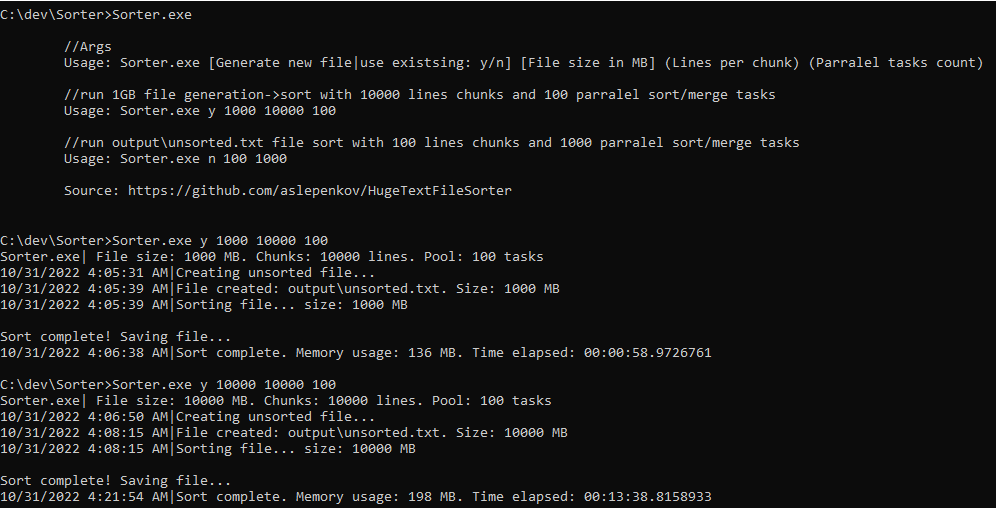 C:\dev\Sorter>Sorter.exe
//Args
Usage: Sorter.exe [Generate new file|use existsing: y/n] [File size in MB] (Lines per chunk) (Parralel tasks count)
//run 1GB file generation->sort with 10000 lines chunks and 100 parralel sort/merge tasks
Usage: Sorter.exe y 1000 10000 100
//run output\unsorted.txt file sort with 100 lines chunks and 1000 parralel sort/merge tasks
Usage: Sorter.exe n 100 1000
Source: https://github.com/aslepenkov/HugeTextFileSorter
C:\dev\Sorter>Sorter.exe y 1000 10000 100
Sorter.exe| File size: 1000 MB. Chunks: 10000 lines. Pool: 100 tasks
10/31/2022 4:05:31 AM|Creating unsorted file...
10/31/2022 4:05:39 AM|File created: output\unsorted.txt. Size: 1000 MB
10/31/2022 4:05:39 AM|Sorting file... size: 1000 MB
Sort complete! Saving file...
10/31/2022 4:06:38 AM|Sort complete. Memory usage: 136 MB. Time elapsed: 00:00:58.9726761
C:\dev\Sorter>Sorter.exe y 10000 10000 100
Sorter.exe| File size: 10000 MB. Chunks: 10000 lines. Pool: 100 tasks
10/31/2022 4:06:50 AM|Creating unsorted file...
10/31/2022 4:08:15 AM|File created: output\unsorted.txt. Size: 10000 MB
10/31/2022 4:08:15 AM|Sorting file... size: 10000 MB
Sort complete! Saving file...
10/31/2022 4:21:54 AM|Sort complete. Memory usage: 198 MB. Time elapsed: 00:13:38.8158933